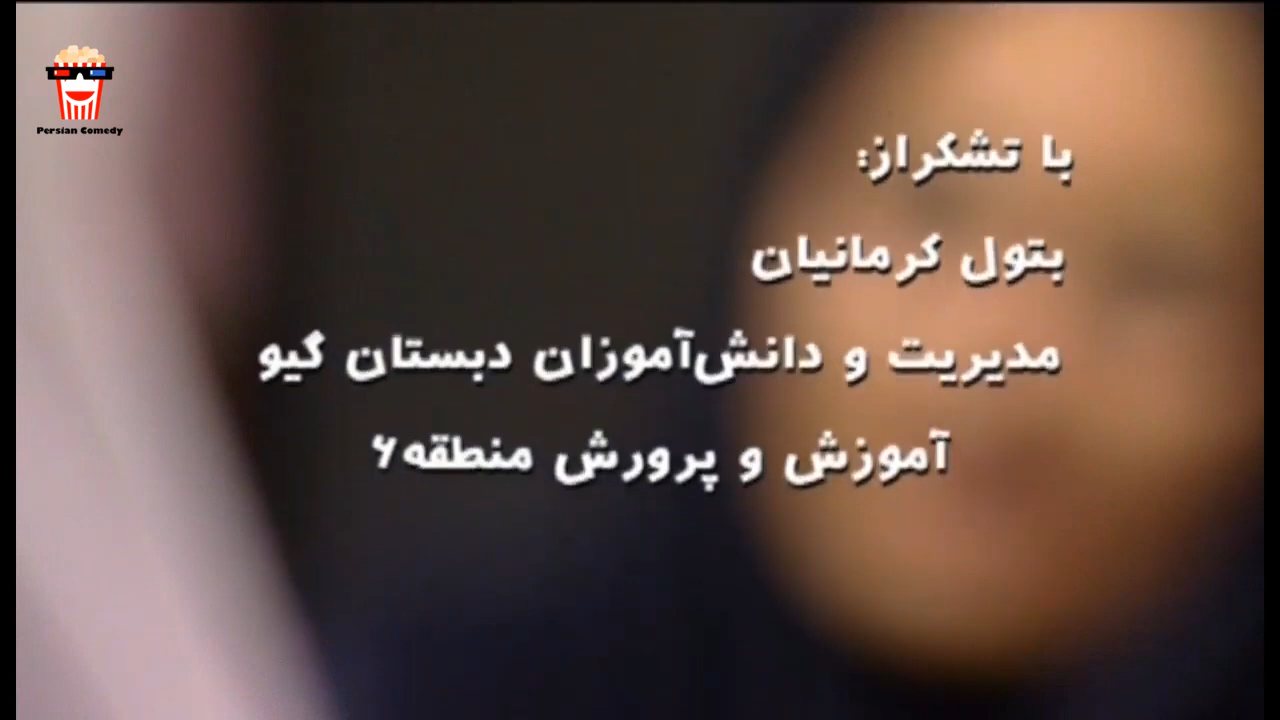 Persian Comedy
با تشکراز:
بتول کرمانیان
مدیریت و دانش‌آموزان دبستان گیو
آموزش و پرورش منطقه۶